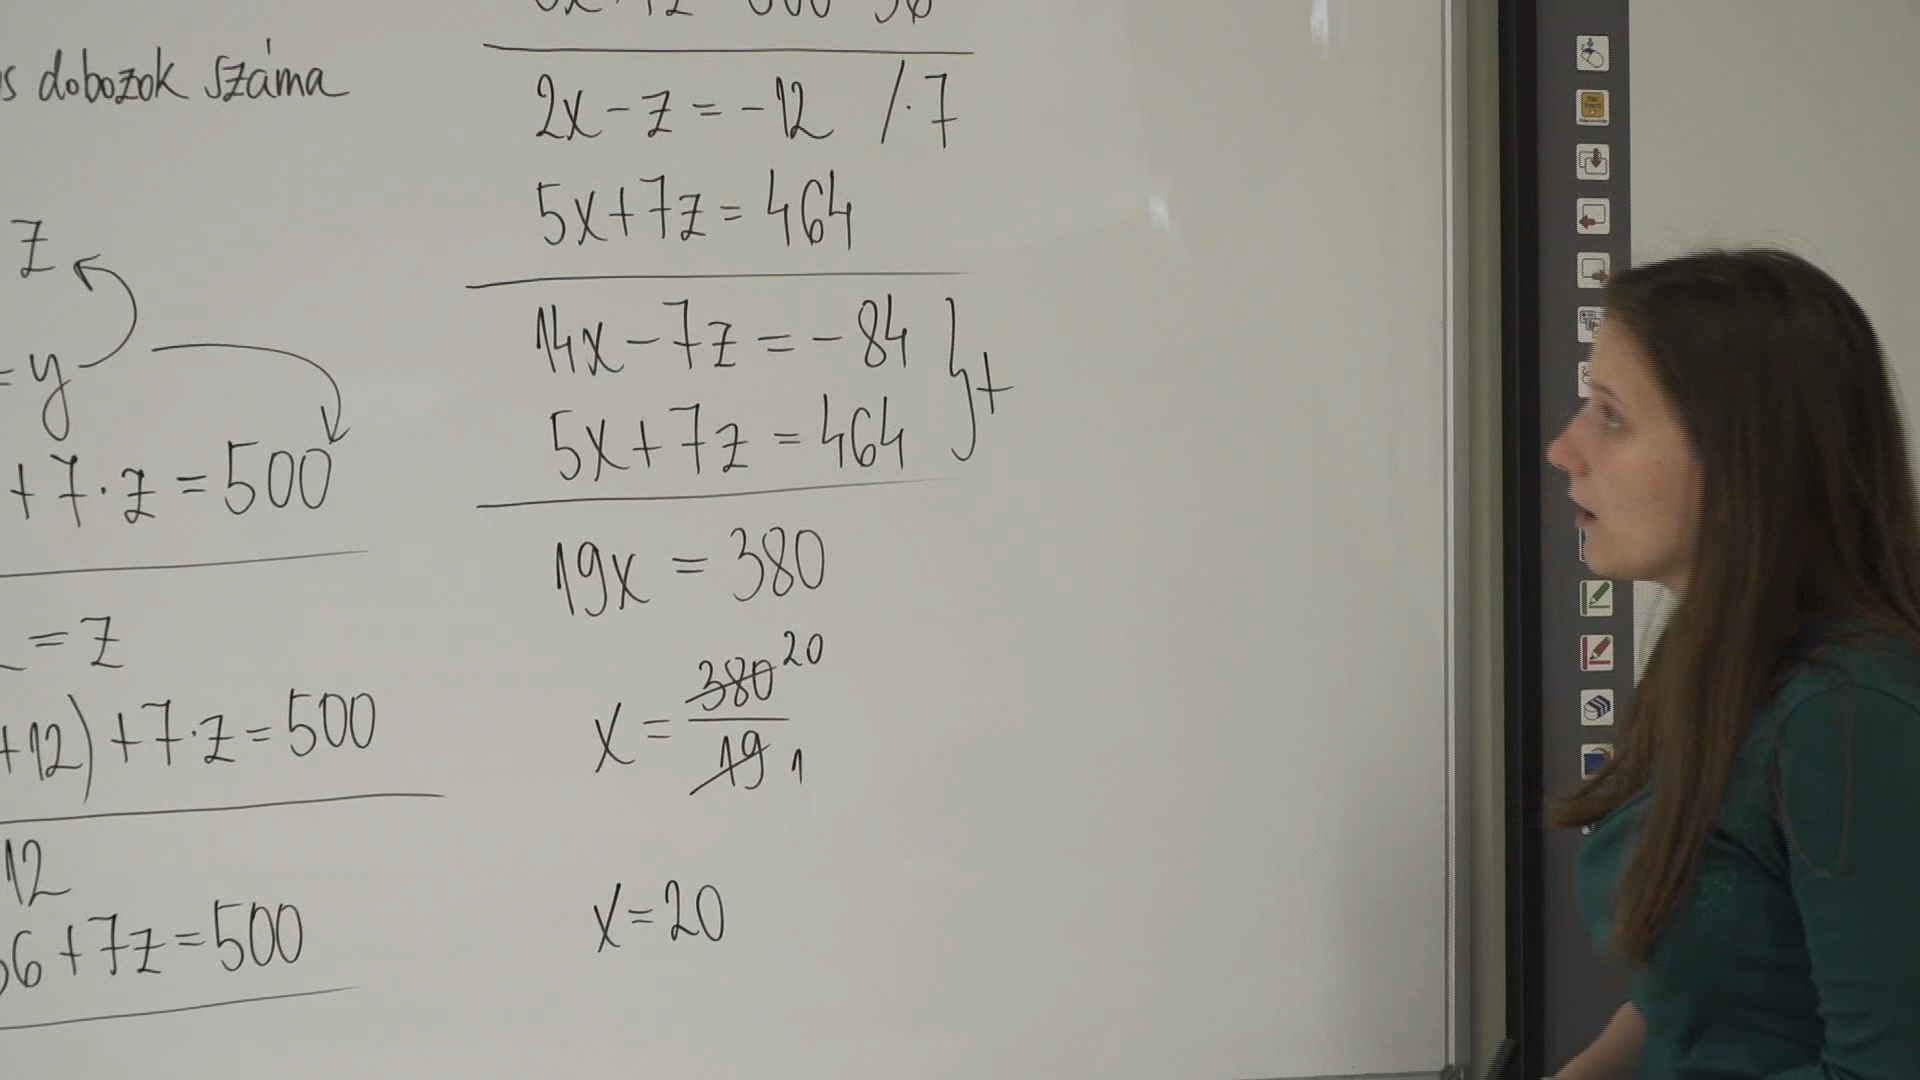 dobozok száma
z
= y
+ 7 · z = 500
= z
+12) + 7 · z = 500
12
+ 7z = 500
2x - z = -12 / · 7
5x + 7z = 464
14x - 7z = -84
5x + 7z = 464
} +
19x = 380
x = 380 20
19 1
x = 20